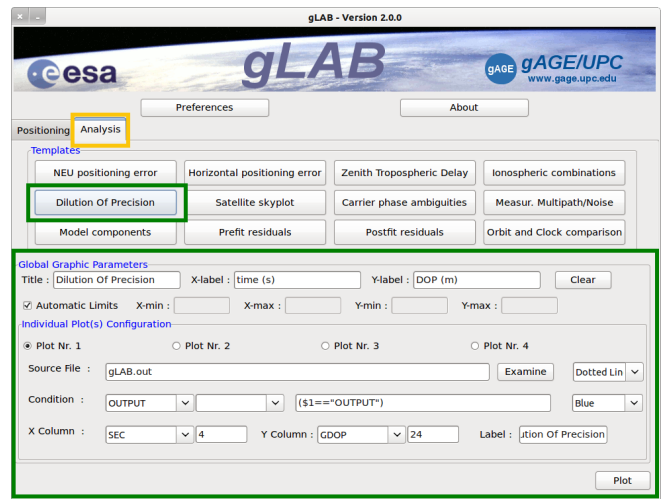 gLAB - Version 2.0.0
esa
gLAB
gAGE gAGE/UPC
www.gage.upc.edu
Preferences About
Positioning Analysis
Templates
NEU positioning error Horizontal positioning error Zenith Tropospheric Delay Ionospheric combinations
Dilution Of Precision Satellite skyplot Carrier phase ambiguities Measur. Multipath/Noise
Model components Prefit residuals Postfit residuals Orbit and Clock comparison
Global Graphic Parameters
Title : Dilution Of Precision X-label : time (s) Y-label : DOP (m) Clear
Automatic Limits X-min : X-max : Y-min : Y-max :
Individual Plot(s) Configuration
Plot Nr. 1 Plot Nr. 2 Plot Nr. 3 Plot Nr. 4
Source File : gLAB.out Examine Dotted Lin
Condition : OUTPUT ($1=="OUTPUT") Blue
X Column : SEC 4 Y Column : GDOP 24 Label : ution Of Precision
Plot